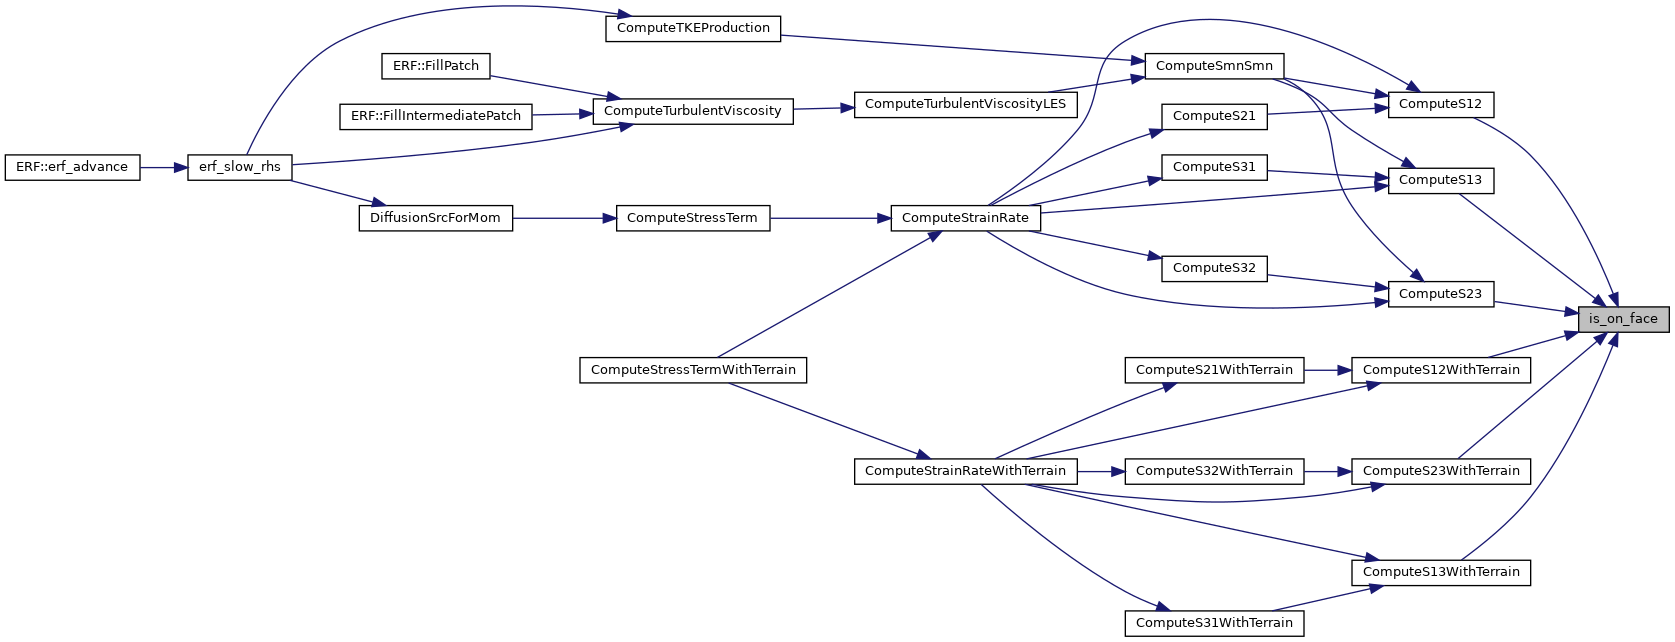 ComputeTKEProduction
ERF::FillPatch
ComputeSmnSmn
ERF::FillIntermediatePatch
ComputeTurbulentViscosity
ComputeTurbulentViscosityLES
ComputeS12
ComputeS21
ERF::erf_advance
erf_slow_rhs
ComputeS31
ComputeS13
DiffusionSrcForMom
ComputeStressTerm
ComputeStrainRate
ComputeS32
ComputeS23
is_on_face
ComputeStressTermWithTerrain
ComputeS21WithTerrain
ComputeS12WithTerrain
ComputeStrainRateWithTerrain
ComputeS32WithTerrain
ComputeS23WithTerrain
ComputeS13WithTerrain
ComputeS31WithTerrain